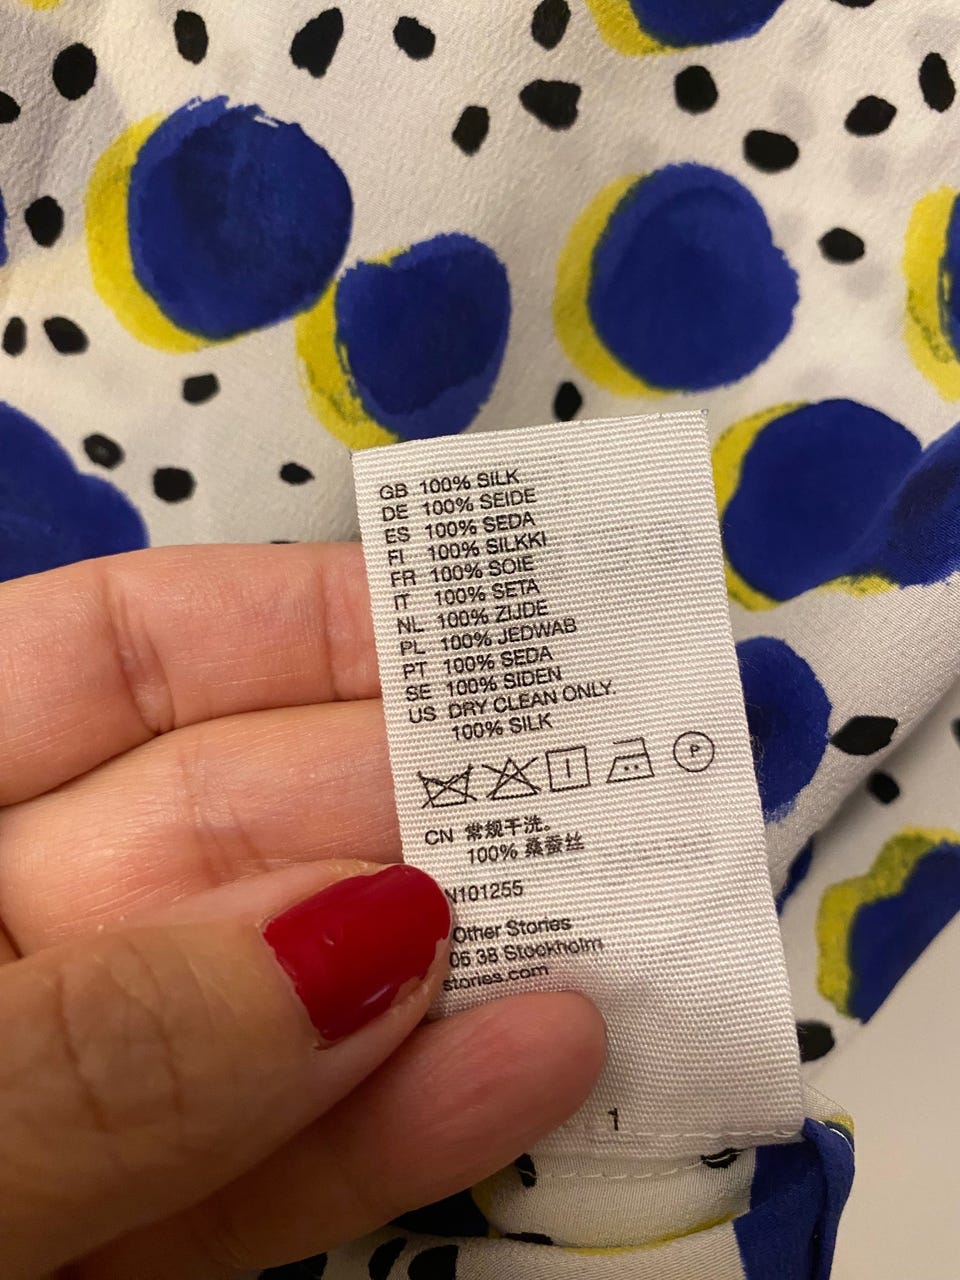 GB 100% SILK
DE 100% SEIDE
ES 100% SEDA
FI 100% SILKKI
FR 100% SOIE
IT 100% SETA
NL 100% ZIJDE
PL 100% JEDWAB
PT 100% SEDA
SE 100% SIDEN
US DRY CLEAN ONLY.
100% SILK
P
CN 常规干洗。
100% 桑蚕丝
N101255
Other Stories
06 38 Stockholm
stories.com
1